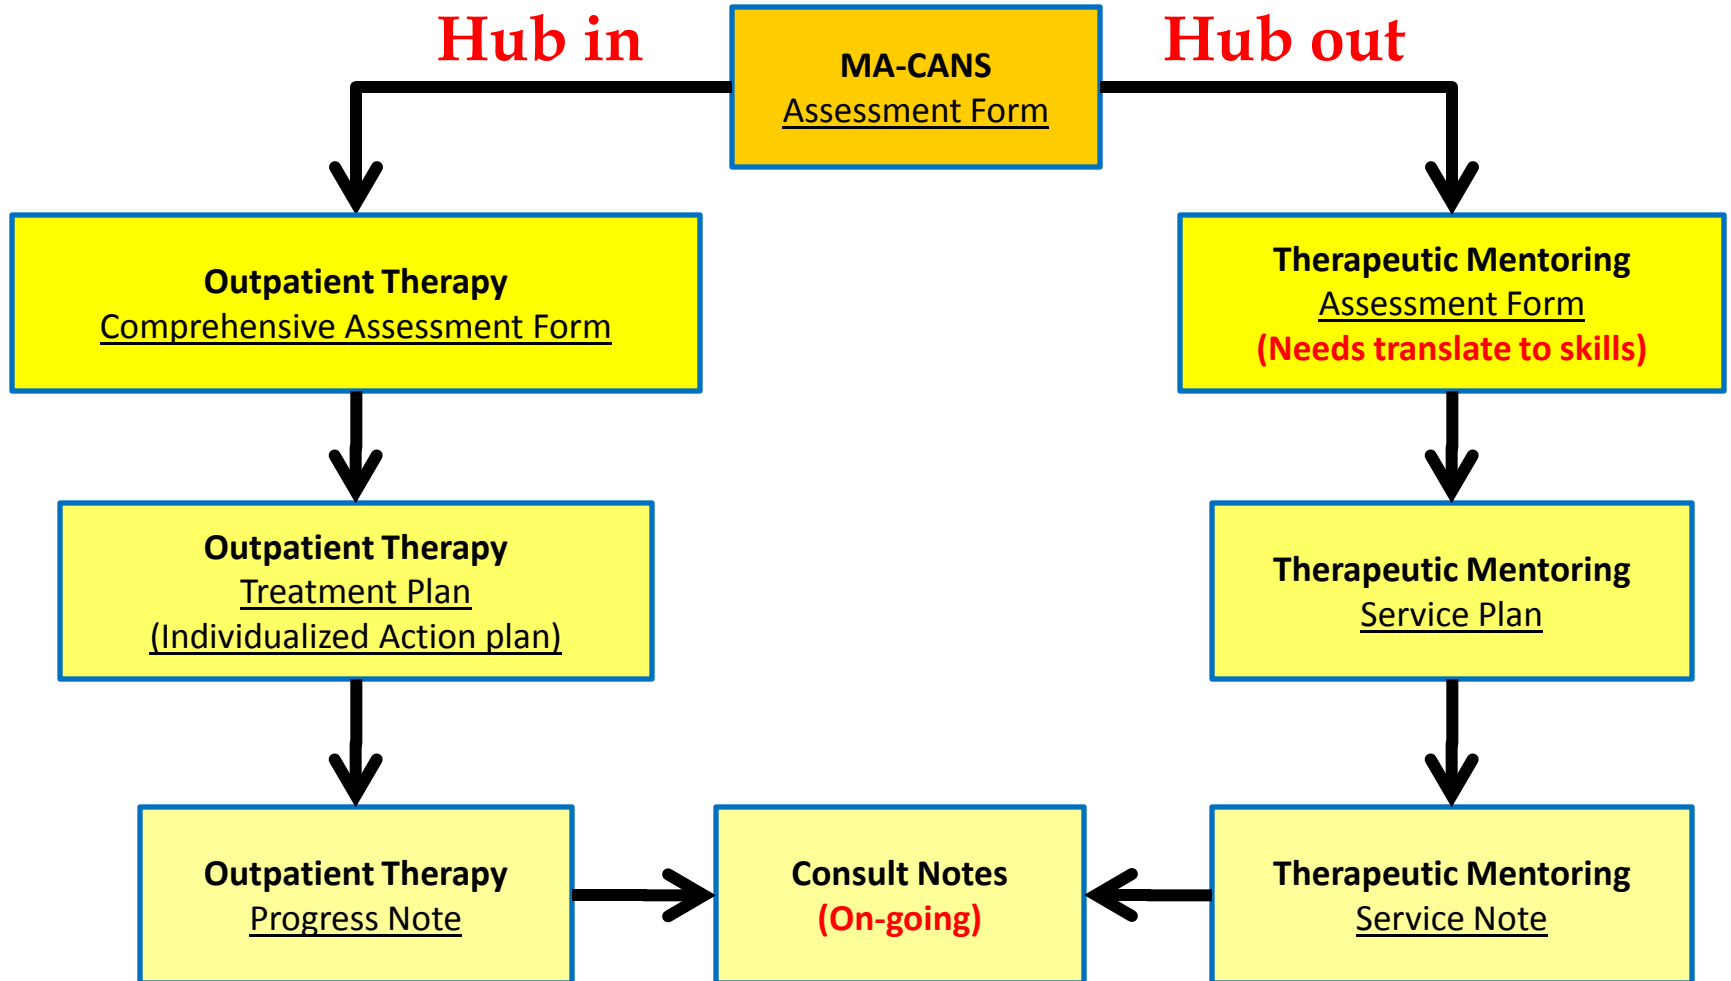 Hub in
MA-CANS
Assessment Form
Hub out
Outpatient Therapy
Comprehensive Assessment Form
Therapeutic Mentoring
Assessment Form
(Needs translate to skills)
Outpatient Therapy
Treatment Plan
(Individualized Action plan)
Therapeutic Mentoring
Service Plan
Outpatient Therapy
Progress Note
Consult Notes
(On-going)
Therapeutic Mentoring
Service Note